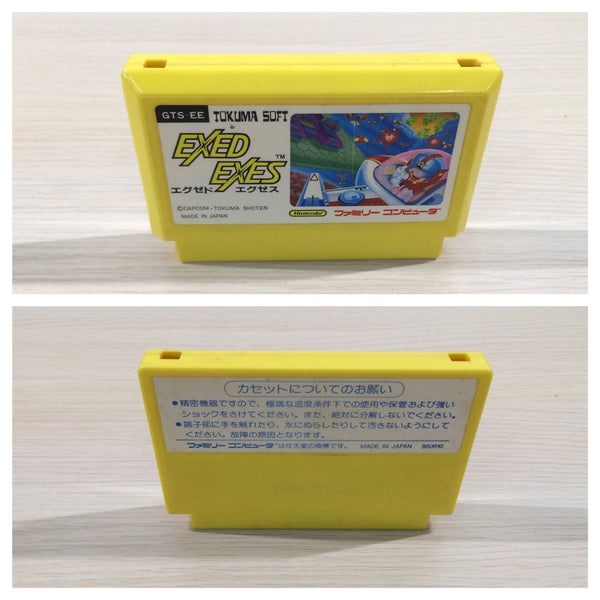 GTS-EE TOKUMA SOFT
EXED
EXES™
エグゼド エグゼス
©CAPCOM・TOKUMA SHOTEN
MADE IN JAPAN
Nintendo ファミリー コンピュータ™
カセットについてのお願い
●精密機器ですので、極端な温度条件下での使用や保管および強い
ショックをさけてください。また、絶対に分解しないでください。
●端子部に手を触れたり、水にぬらしたりして汚さないようにして
ください。故障の原因となります。
ファミリー コンピュータ™は任天堂の商標です。 MADE IN JAPAN 850610